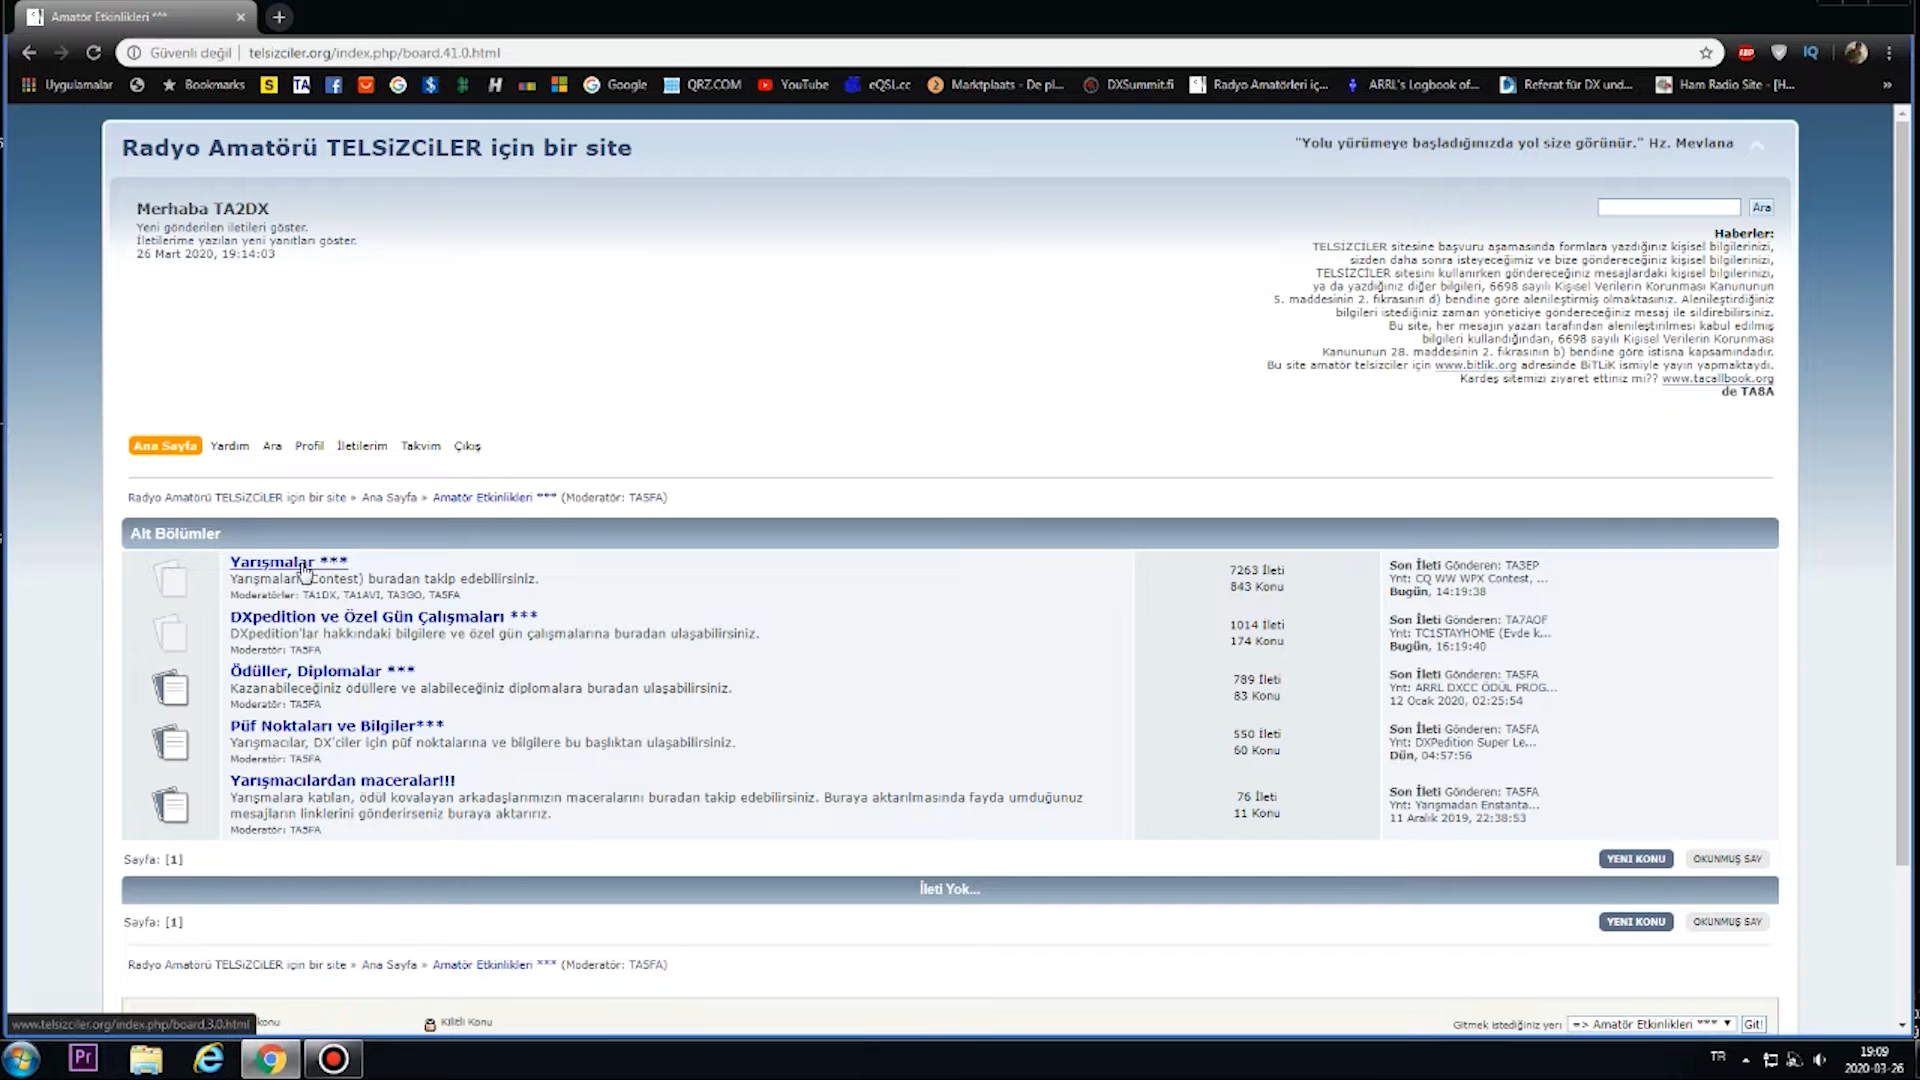 Amatör Etkinlikleri ***
Güvenli değil | telsizciler.org/index.php/board.41.0.html
Uygulamalar Bookmarks Google QRZ.COM YouTube eQSl.cc Marktplaats - De pl... DXSummit.fi Radyo Amatörleri iç... ARRL's Logbook of... Referat für DX und... Ham Radio Site - [H...
Radyo Amatörü TELSiZCiLER için bir site
"Yolu yürümeye başladığınızda yol size görünür." Hz. Mevlana
Merhaba TA2DX
Yeni gönderilen iletileri göster.
İletilerime yazılan yeni yanıtları göster.
26 Mart 2020, 19:14:03
Ara
Haberler:
TELSİZCİLER sitesine başvuru aşamasında formlara yazdığınız kişisel bilgilerinizi,
sizden daha sonra isteyeceğimiz ve bize göndereceğiniz kişisel bilgilerinizi,
TELSİZCİLER sitesini kullanırken göndereceğiniz mesajlardaki kişisel bilgilerinizi,
ya da yazdığınız diğer bilgileri, 6698 sayılı Kişisel Verilerin Korunması Kanununun
5. maddesinin 2. fıkrasının d) bendine göre alenileştirmiş olmaktasınız. Alenileştirdiğiniz
bilgileri istediğiniz zaman yöneticiye göndereceğiniz mesaj ile sildirebilirsiniz.
Bu site, her mesajın yazarı tarafından alenileştirilmesi kabul edilmiş
bilgileri kullandığından, 6698 sayılı Kişisel Verilerin Korunması
Kanununun 28. maddesinin 2. fıkrasının b) bendine göre istisna kapsamındadır.
Bu site amatör telsizciler için www.bitlik.org adresinde BiTLiK ismiyle yayın yapmaktaydı.
Kardeş sitemizi ziyaret ettiniz mi?? www.tacallbook.org
de TA8A
Ana Sayfa Yardım Ara Profil İletilerim Takvim Çıkış
Radyo Amatörü TELSiZCiLER için bir site » Ana Sayfa » Amatör Etkinlikleri *** (Moderatör: TA5FA)
Alt Bölümler
Yarışmalar ***
Yarışmaları (Contest) buradan takip edebilirsiniz.
Moderatörler: TA1DX, TA1AVI, TA3GO, TA5FA
7263 İleti
843 Konu
Son İleti Gönderen: TA3EP
Ynt: CQ WW WPX Contest, ...
Bugün, 14:19:38
DXpedition ve Özel Gün Çalışmaları ***
DXpedition'lar hakkındaki bilgilere ve özel gün çalışmalarına buradan ulaşabilirsiniz.
Moderatör: TA5FA
1014 İleti
174 Konu
Son İleti Gönderen: TA7AOF
Ynt: TC1STAYHOME (Evde k...
Bugün, 16:19:40
Ödüller, Diplomalar ***
Kazanabileceğiniz ödüllere ve alabileceğiniz diplomalara buradan ulaşabilirsiniz.
Moderatör: TA5FA
789 İleti
83 Konu
Son İleti Gönderen: TA5FA
Ynt: ARRL DXCC ÖDÜL PROG...
12 Ocak 2020, 02:25:54
Püf Noktaları ve Bilgiler***
Yarışmacılar, DX'ciler için püf noktalarına ve bilgilere bu başlıktan ulaşabilirsiniz.
Moderatör: TA5FA
550 İleti
60 Konu
Son İleti Gönderen: TA5FA
Ynt: DXPedition Super Le...
Dün, 04:57:56
Yarışmacılardan maceralar!!!
Yarışmalara katılan, ödül kovalayan arkadaşlarımızın maceralarını buradan takip edebilirsiniz. Buraya aktarılmasında fayda umduğunuz
mesajların linklerini gönderirseniz buraya aktarırız.
Moderatör: TA5FA
76 İleti
11 Konu
Son İleti Gönderen: TA5FA
Ynt: Yarışmadan Enstanta...
11 Aralık 2019, 22:38:53
Sayfa: [1]
YENİ KONU OKUNMUŞ SAY
İleti Yok...
Sayfa: [1]
YENİ KONU OKUNMUŞ SAY
Radyo Amatörü TELSiZCiLER için bir site » Ana Sayfa » Amatör Etkinlikleri *** (Moderatör: TA5FA)
www.telsizciler.org/index.php/board,3.0.html konu
Kilitli Konu
Gitmek istediğiniz yer: => Amatör Etkinlikleri *** Git!
TR
19:09
2020-03-26